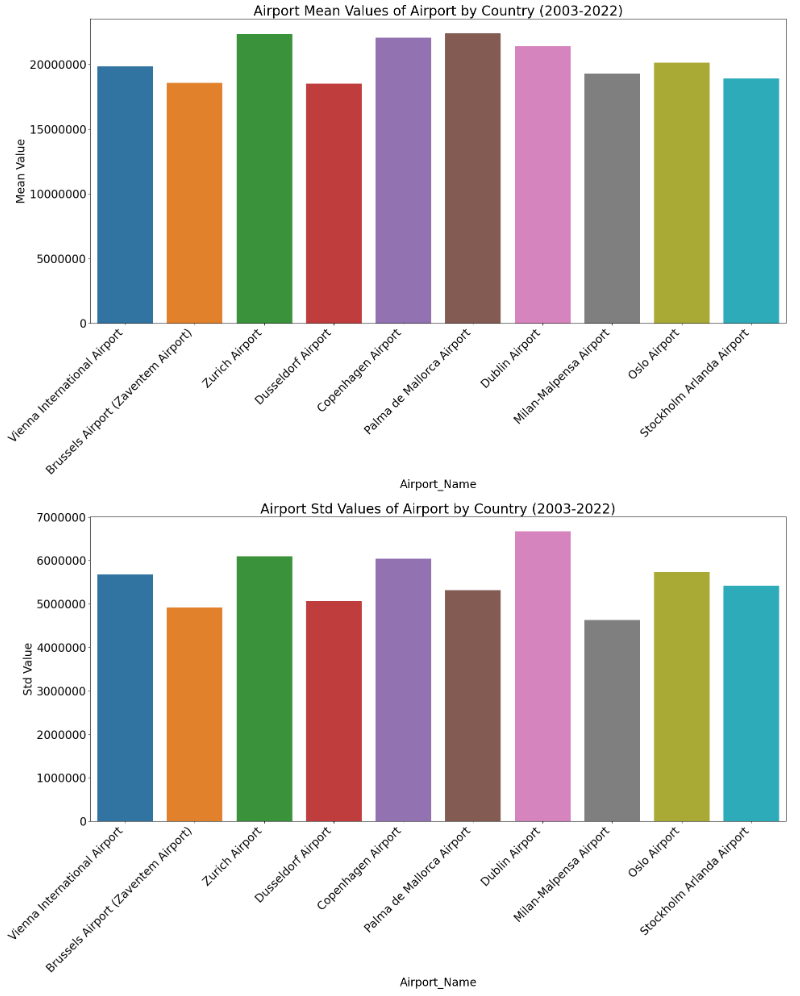 Airport Mean Values of Airport by Country (2003-2022)
20000000
15000000
10000000
5000000
0
Mean Value
Vienna International Airport
Brussels Airport (Zaventem Airport)
Zurich Airport
Dusseldorf Airport
Copenhagen Airport
Palma de Mallorca Airport
Dublin Airport
Milan-Malpensa Airport
Oslo Airport
Stockholm Arlanda Airport
Airport_Name
Airport Std Values of Airport by Country (2003-2022)
7000000
6000000
5000000
4000000
3000000
2000000
1000000
0
Std Value
Vienna International Airport
Brussels Airport (Zaventem Airport)
Zurich Airport
Dusseldorf Airport
Copenhagen Airport
Palma de Mallorca Airport
Dublin Airport
Milan-Malpensa Airport
Oslo Airport
Stockholm Arlanda Airport
Airport_Name